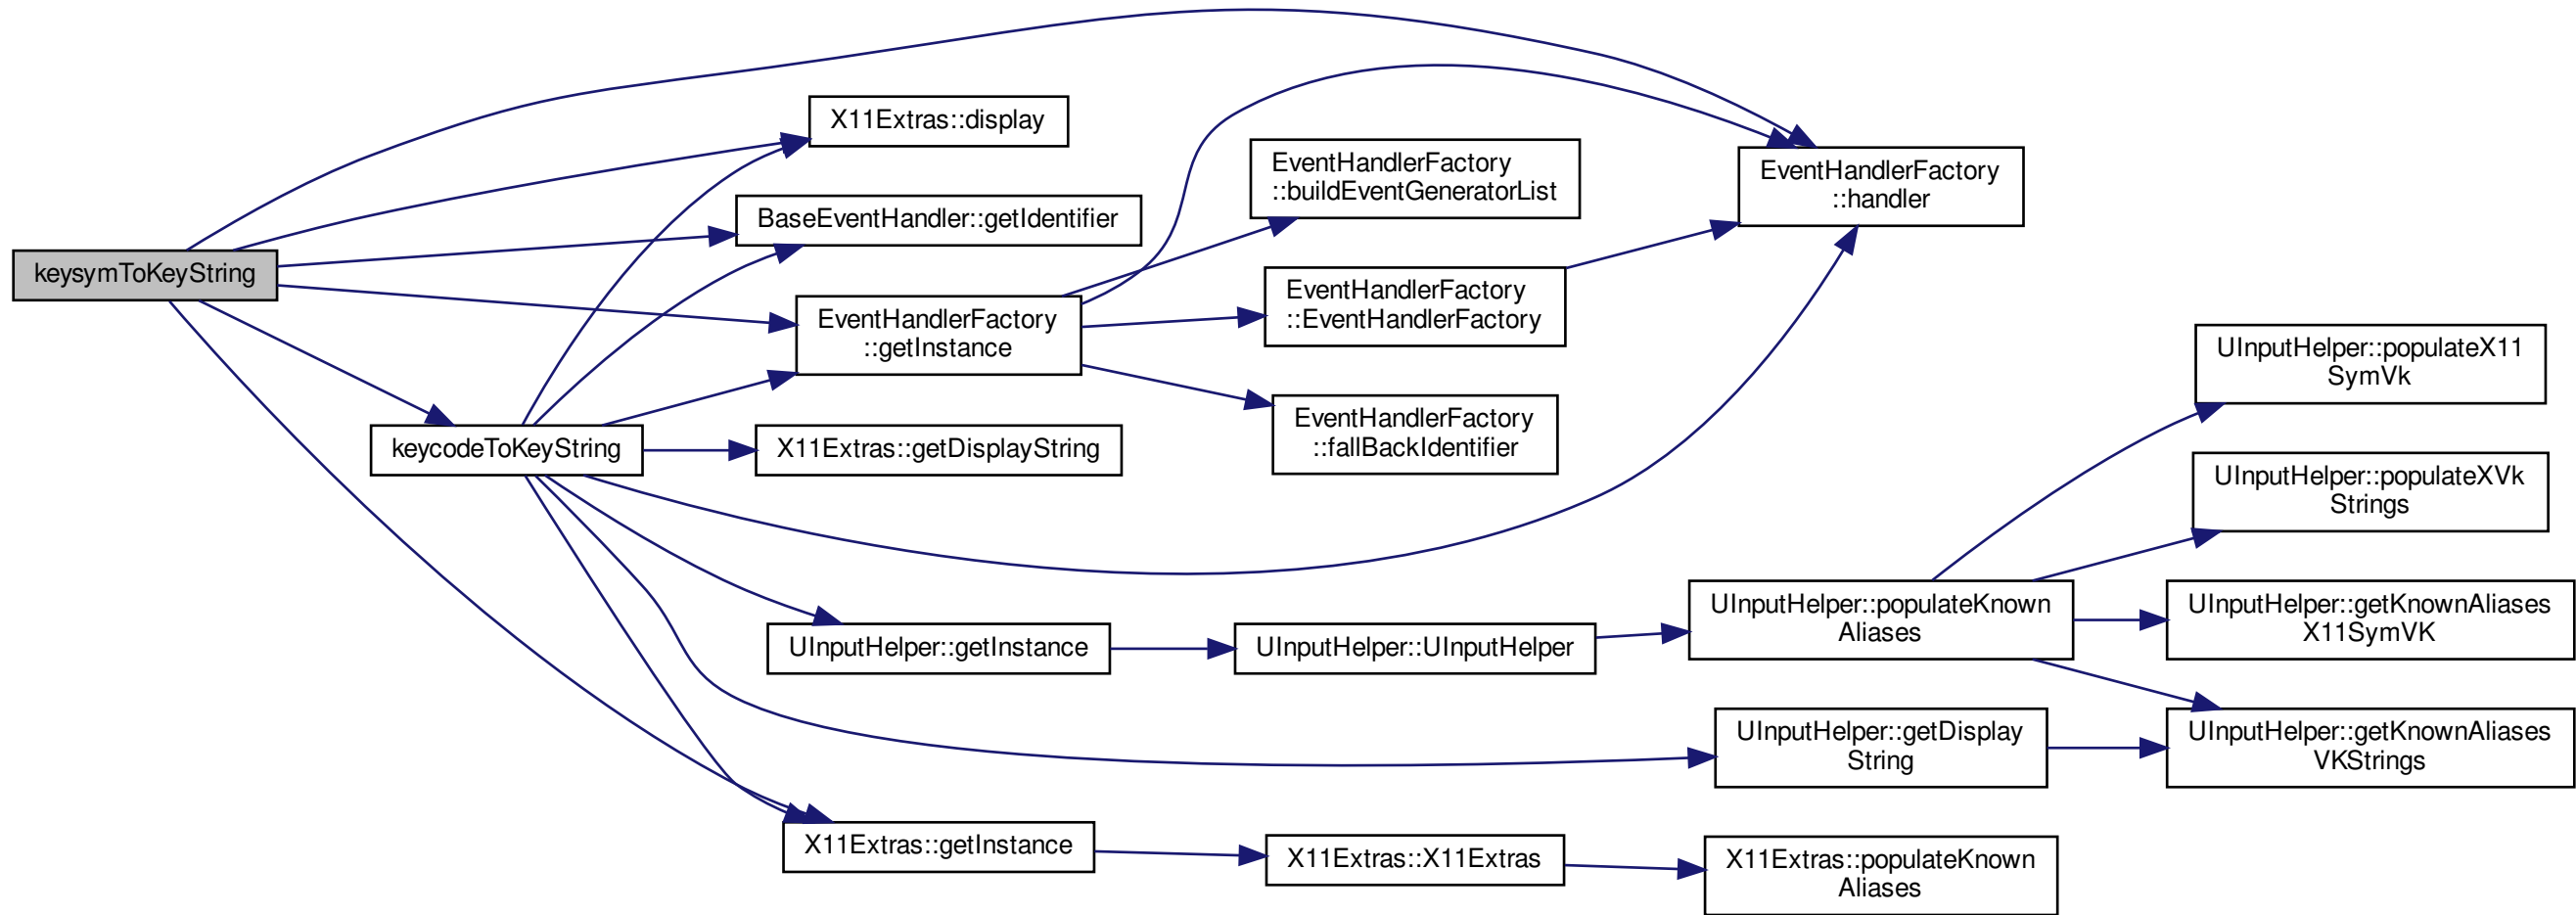 keysymToKeyString
X11Extras::display
BaseEventHandler::getIdentifier
EventHandlerFactory
::getInstance
keycodeToKeyString
X11Extras::getDisplayString
UInputHelper::getInstance
X11Extras::getInstance
EventHandlerFactory
::buildEventGeneratorList
EventHandlerFactory
::EventHandlerFactory
EventHandlerFactory
::fallBackIdentifier
UInputHelper::UInputHelper
X11Extras::X11Extras
EventHandlerFactory
::handler
UInputHelper::populateKnown
Aliases
UInputHelper::getDisplay
String
X11Extras::populateKnown
Aliases
UInputHelper::populateX11
SymVk
UInputHelper::populateXVk
Strings
UInputHelper::getKnownAliases
X11SymVK
UInputHelper::getKnownAliases
VKStrings